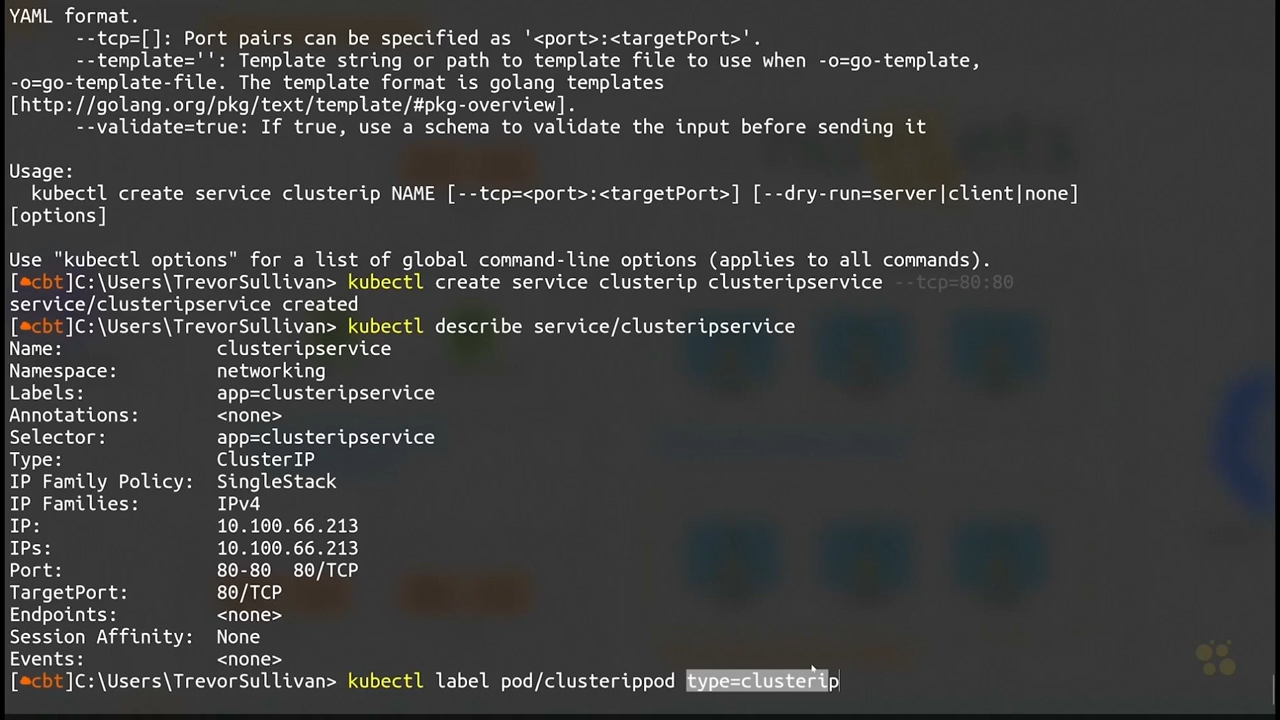 YAML format.
--tcp=[]: Port pairs can be specified as '<port>:<targetPort>'.
--template='': Template string or path to template file to use when -o=go-template,
-o=go-template-file. The template format is golang templates
[http://golang.org/pkg/text/template/#pkg-overview].
--validate=true: If true, use a schema to validate the input before sending it
Usage:
kubectl create service clusterip NAME [--tcp=<port>:<targetPort>] [--dry-run=server|client|none]
[options]
Use "kubectl options" for a list of global command-line options (applies to all commands).
[cbt]C:\Users\TrevorSullivan> kubectl create service clusterip clusteripservice --tcp=80:80
service/clusteripservice created
[cbt]C:\Users\TrevorSullivan> kubectl describe service/clusteripservice
Name: clusteripservice
Namespace: networking
Labels: app=clusteripservice
Annotations: <none>
Selector: app=clusteripservice
Type: ClusterIP
IP Family Policy: SingleStack
IP Families: IPv4
IP: 10.100.66.213
IPs: 10.100.66.213
Port: 80-80 80/TCP
TargetPort: 80/TCP
Endpoints: <none>
Session Affinity: None
Events: <none>
[cbt]C:\Users\TrevorSullivan> kubectl label pod/clusterippod type=clusterip